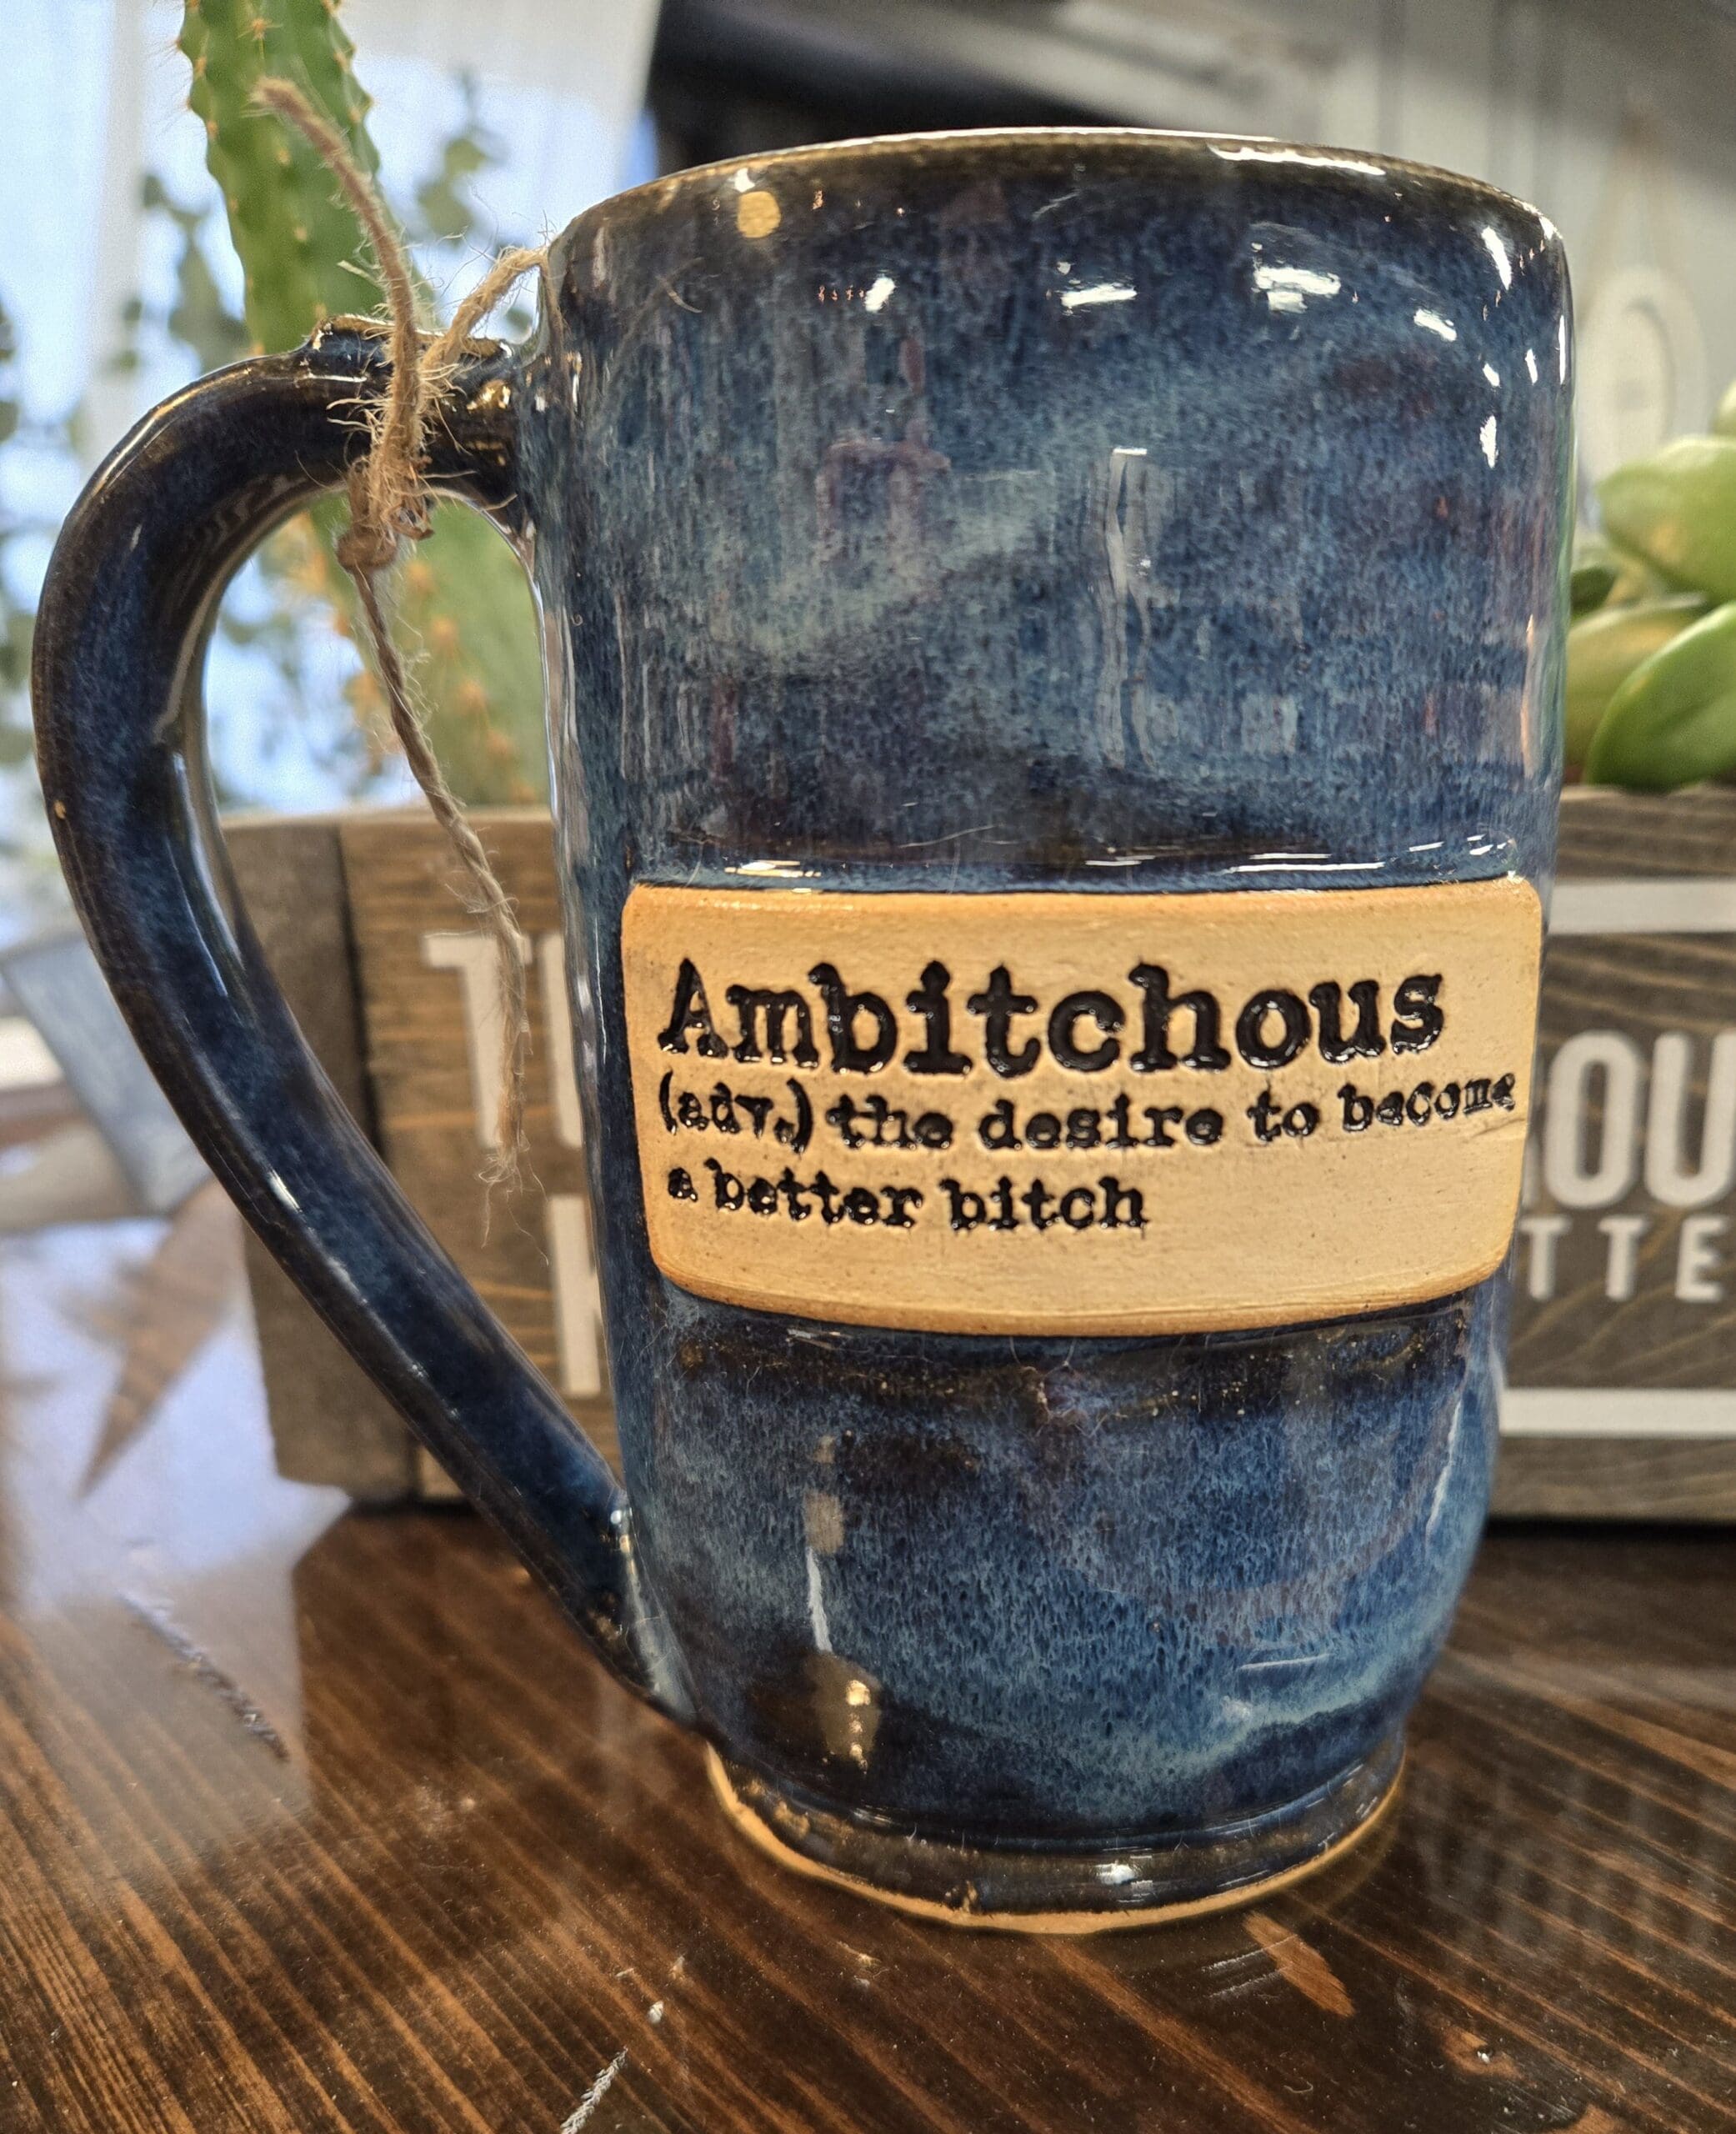 Ambitchous
(adv.) the desire to become
a better bitch